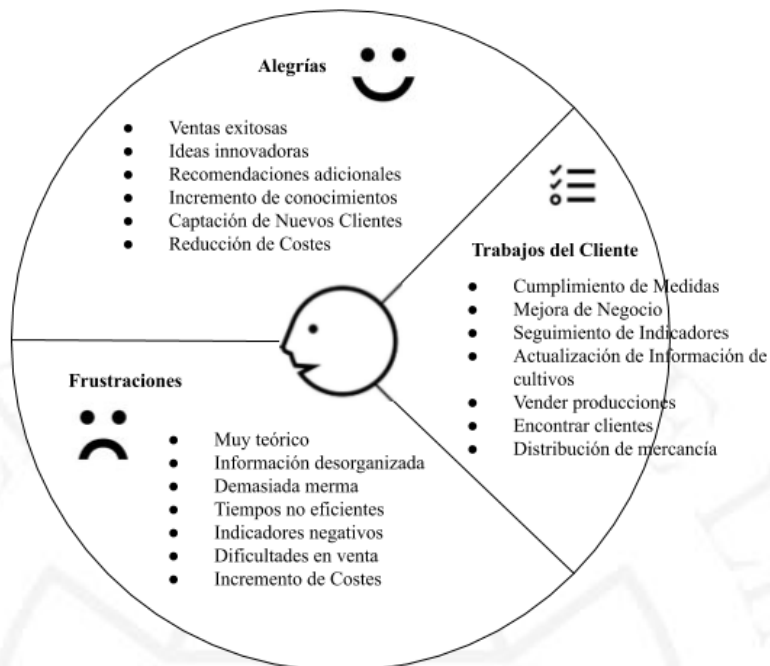 Alegrías
● Ventas exitosas
● Ideas innovadoras
● Recomendaciones adicionales
● Incremento de conocimientos
● Captación de Nuevos Clientes
● Reducción de Costes
Trabajos del Cliente
● Cumplimiento de Medidas
● Mejora de Negocio
● Seguimiento de Indicadores
● Actualización de Información de
cultivos
● Vender producciones
● Encontrar clientes
● Distribución de mercancía
Frustraciones
● Muy teórico
● Información desorganizada
● Demasiada merma
● Tiempos no eficientes
● Indicadores negativos
● Dificultades en venta
● Incremento de Costes